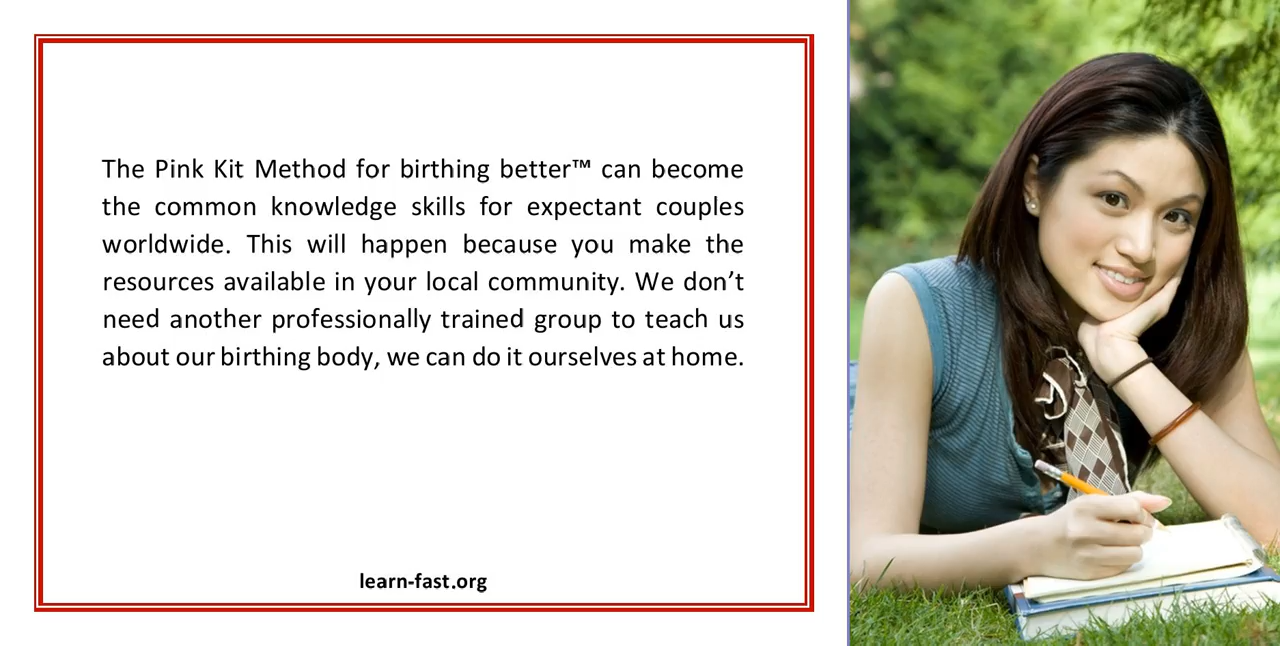 The Pink Kit Method for birthing better™ can become
the common knowledge skills for expectant couples
worldwide. This will happen because you make the
resources available in your local community. We don’t
need another professionally trained group to teach us
about our birthing body, we can do it ourselves at home.
learn-fast.org